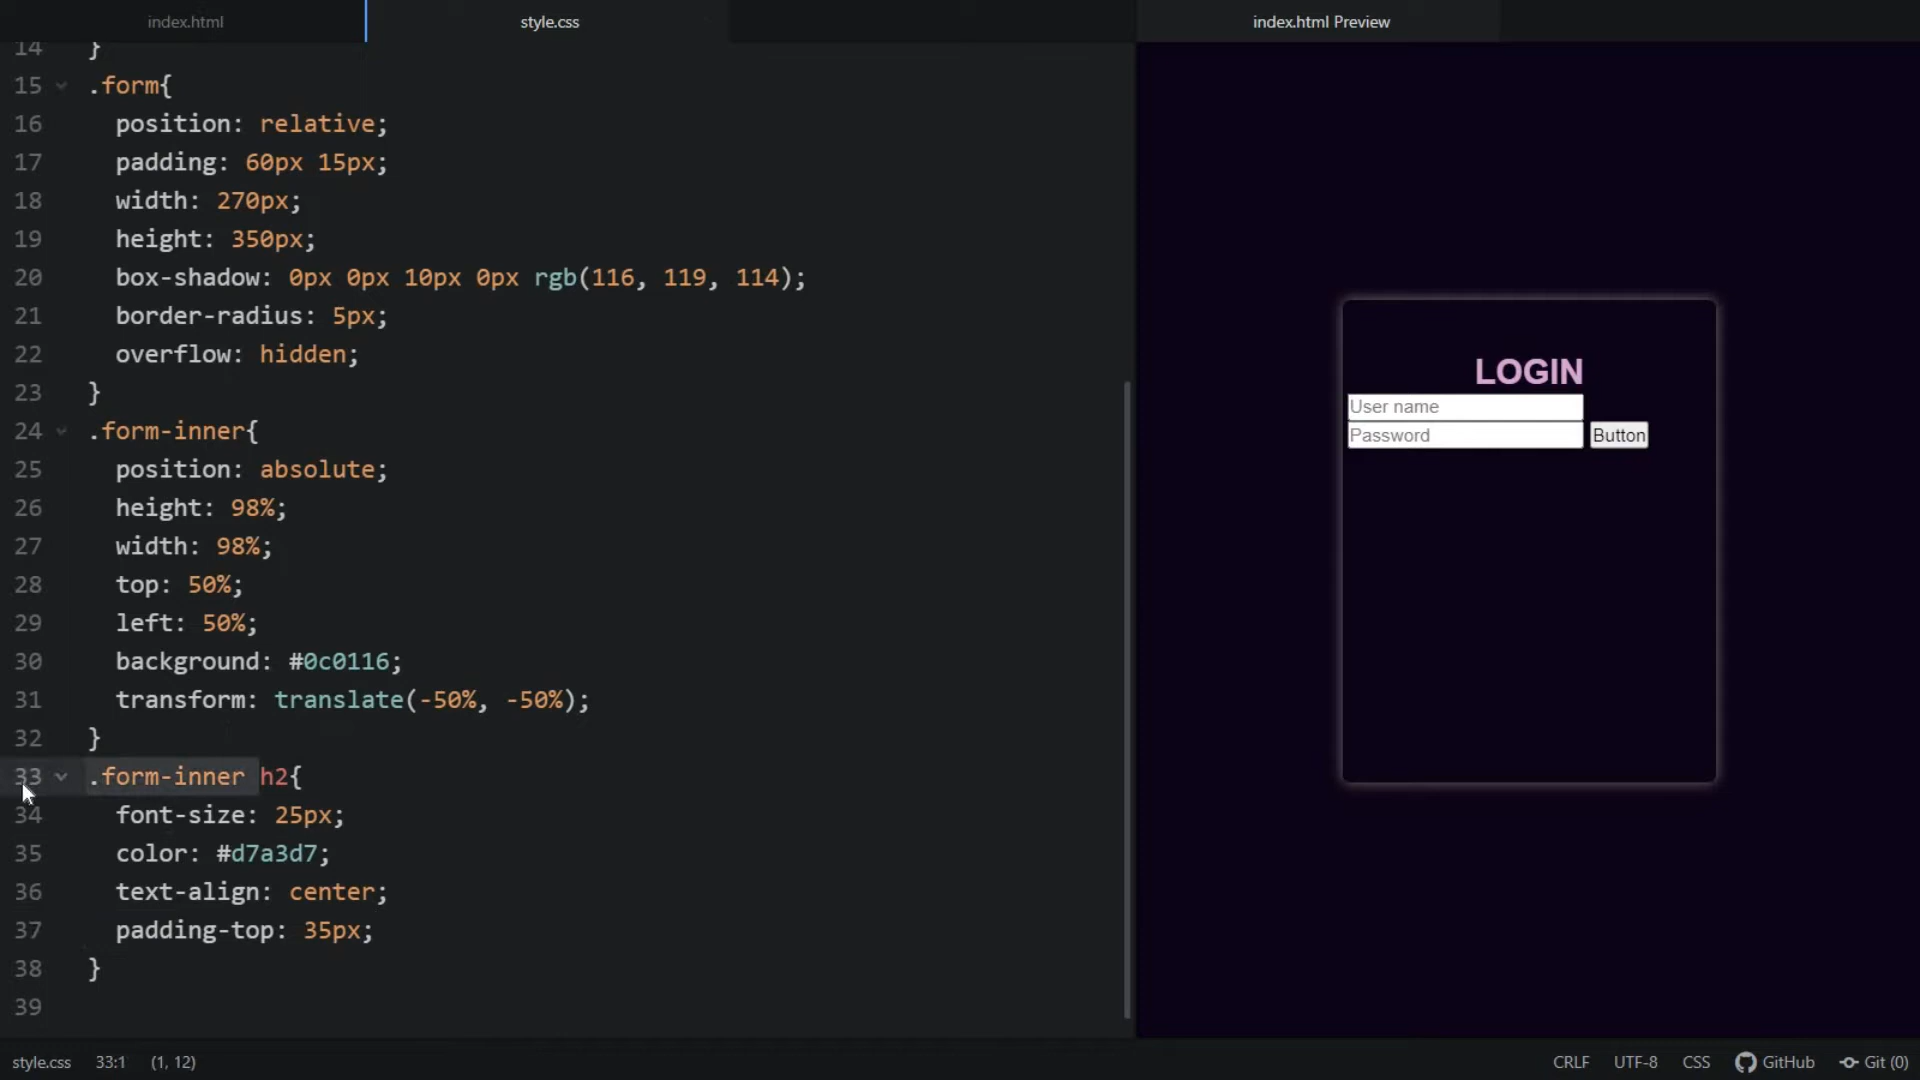 index.html
style.css
index.html Preview
14 }
15 .form{
16 position: relative;
17 padding: 60px 15px;
18 width: 270px;
19 height: 350px;
20 box-shadow: 0px 0px 10px 0px rgb(116, 119, 114);
21 border-radius: 5px;
22 overflow: hidden;
23 }
24 .form-inner{
25 position: absolute;
26 height: 98%;
27 width: 98%;
28 top: 50%;
29 left: 50%;
30 background: #0c0116;
31 transform: translate(-50%, -50%);
32 }
33 .form-inner h2{
34 font-size: 25px;
35 color: #d7a3d7;
36 text-align: center;
37 padding-top: 35px;
38 }
39
LOGIN
User name
Password Button
style.css 33:1 (1, 12) CRLF UTF-8 CSS GitHub Git (0)